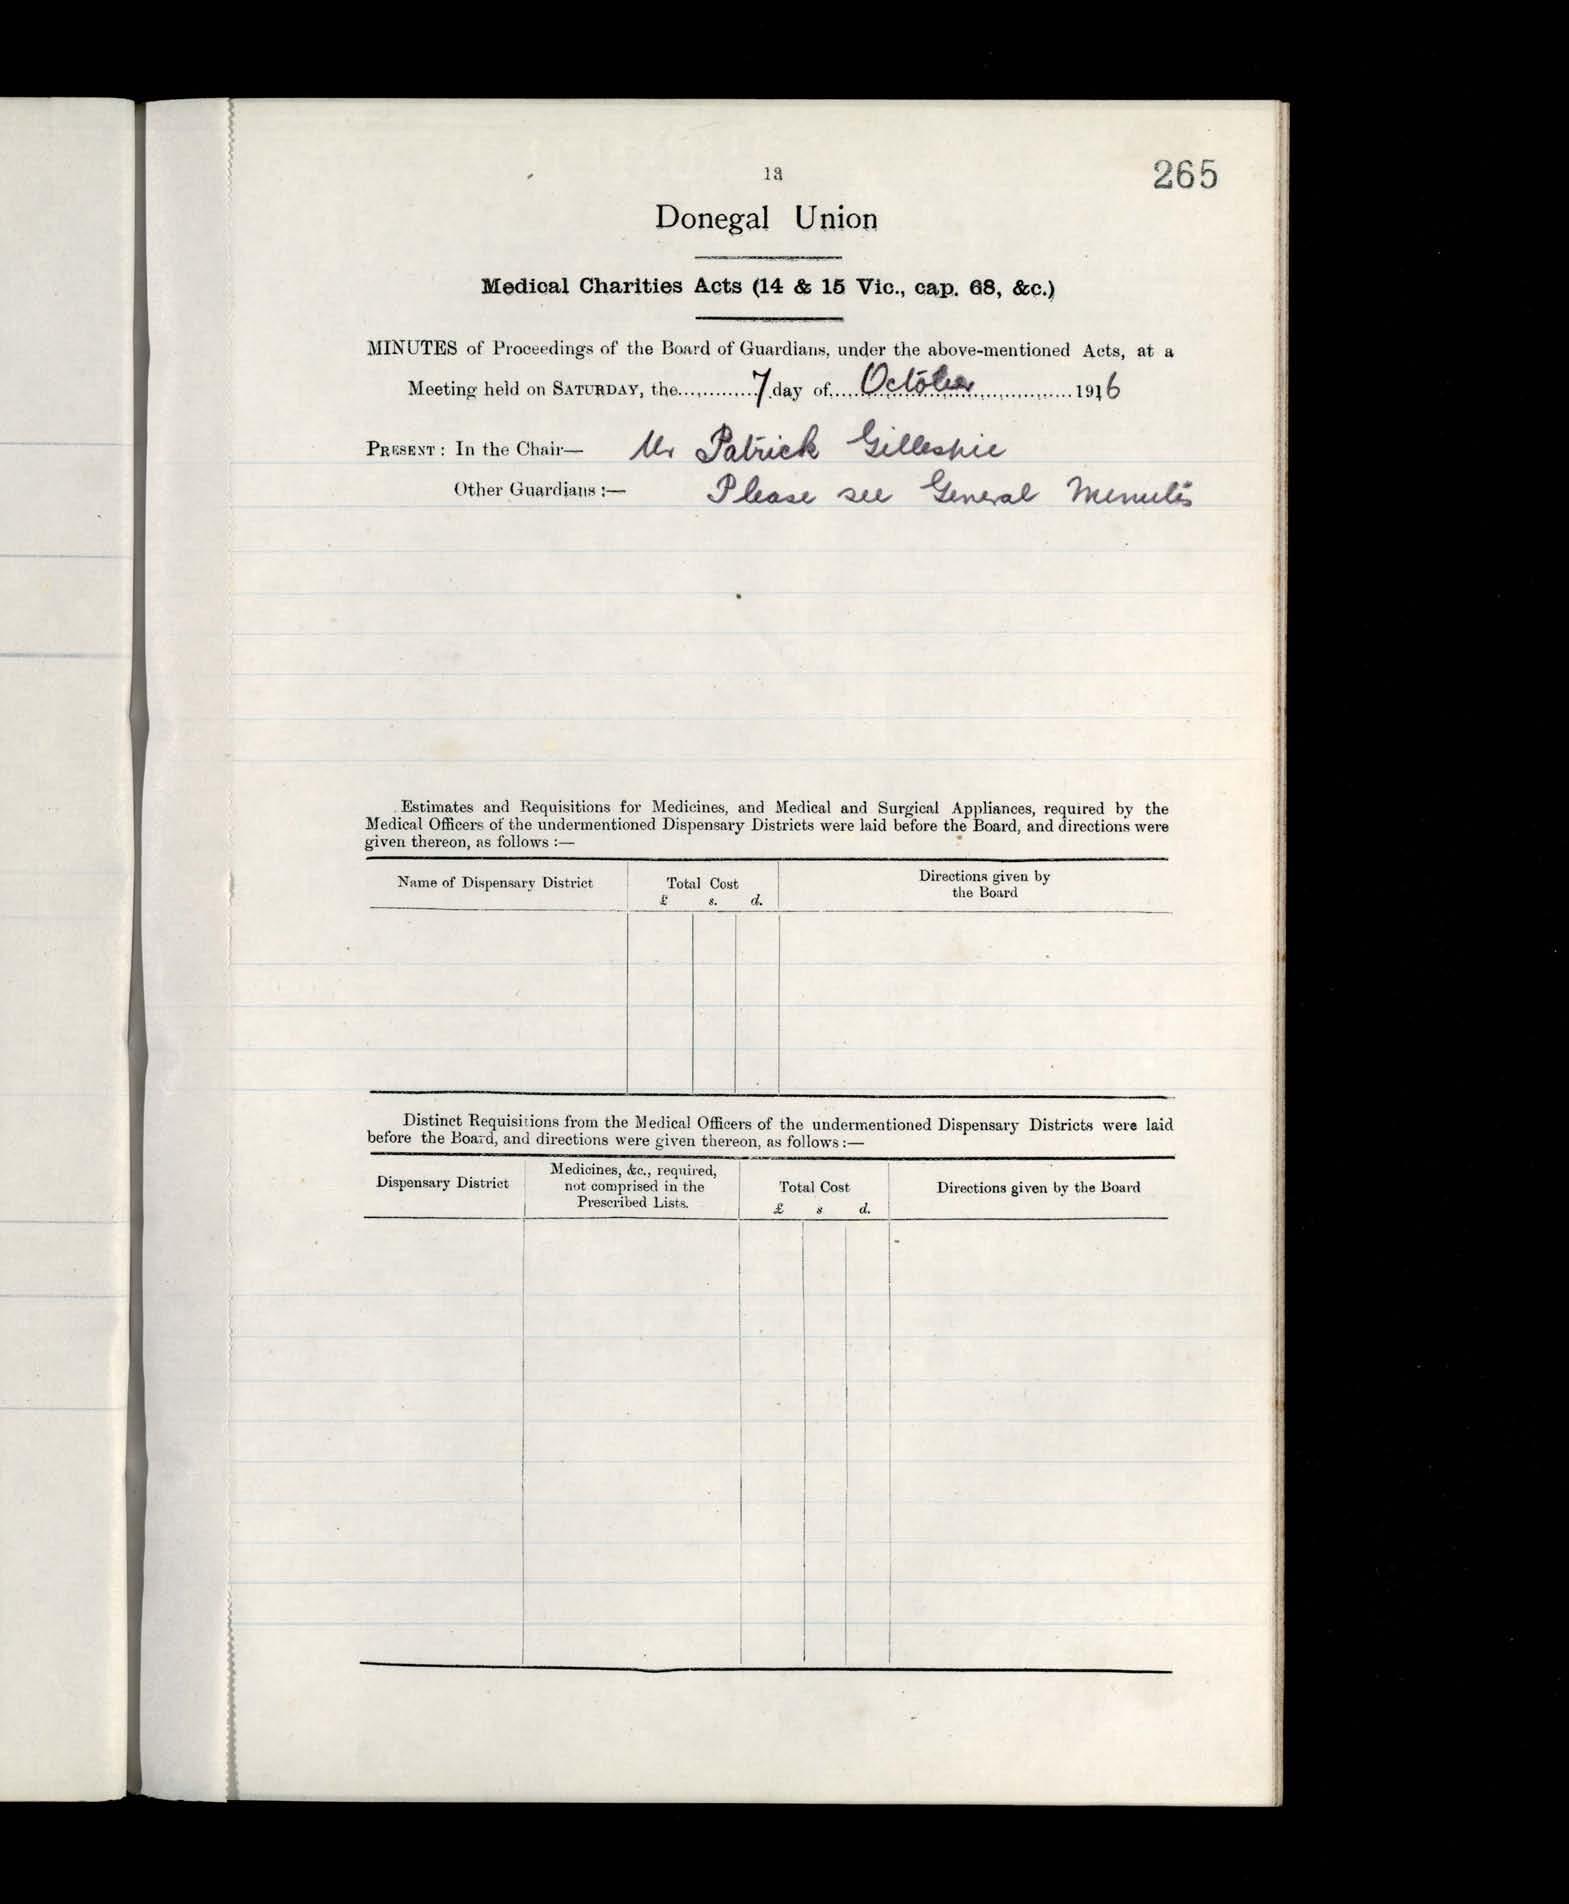 13
265
Donegal Union
Medical Charities Acts (14 & 15 Vic., cap. 68, &c.)
MINUTES of Proceedings of the Board of Guardians, under the above-mentioned Acts, at a
Meeting held on SATURDAY, the............7.day of.....October....................1916
PRESENT: In the Chair— Mr Patrick Gillespie
Other Guardians:— Please see General Minutes
Estimates and Requisitions for Medicines, and Medical and Surgical Appliances, required by the
Medical Officers of the undermentioned Dispensary Districts were laid before the Board, and directions were
given thereon, as follows:—
Name of Dispensary District
Total Cost
£ s. d.
Directions given by
the Board
Distinct Requisitions from the Medical Officers of the undermentioned Dispensary Districts were laid
before the Board, and directions were given thereon, as follows:—
Dispensary District
Medicines, &c., required,
not comprised in the
Prescribed Lists.
Total Cost
£ s d.
Directions given by the Board